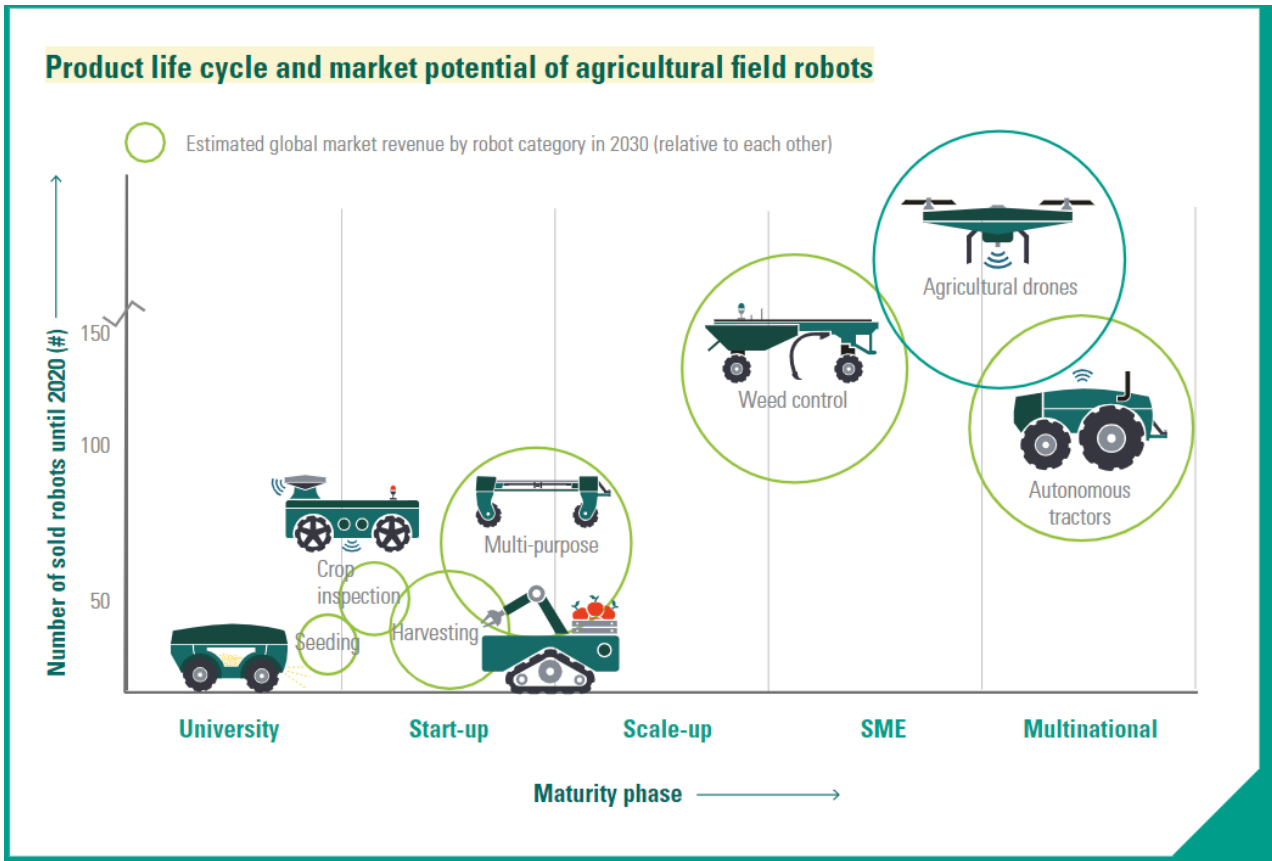 Product life cycle and market potential of agricultural field robots
Estimated global market revenue by robot category in 2030 (relative to each other)
Number of sold robots until 2020 (#)
150
100
50
Agricultural drones
Weed control
Autonomous
tractors
Multi-purpose
Crop
inspection
Seeding
Harvesting
University
Start-up
Scale-up
SME
Multinational
Maturity phase